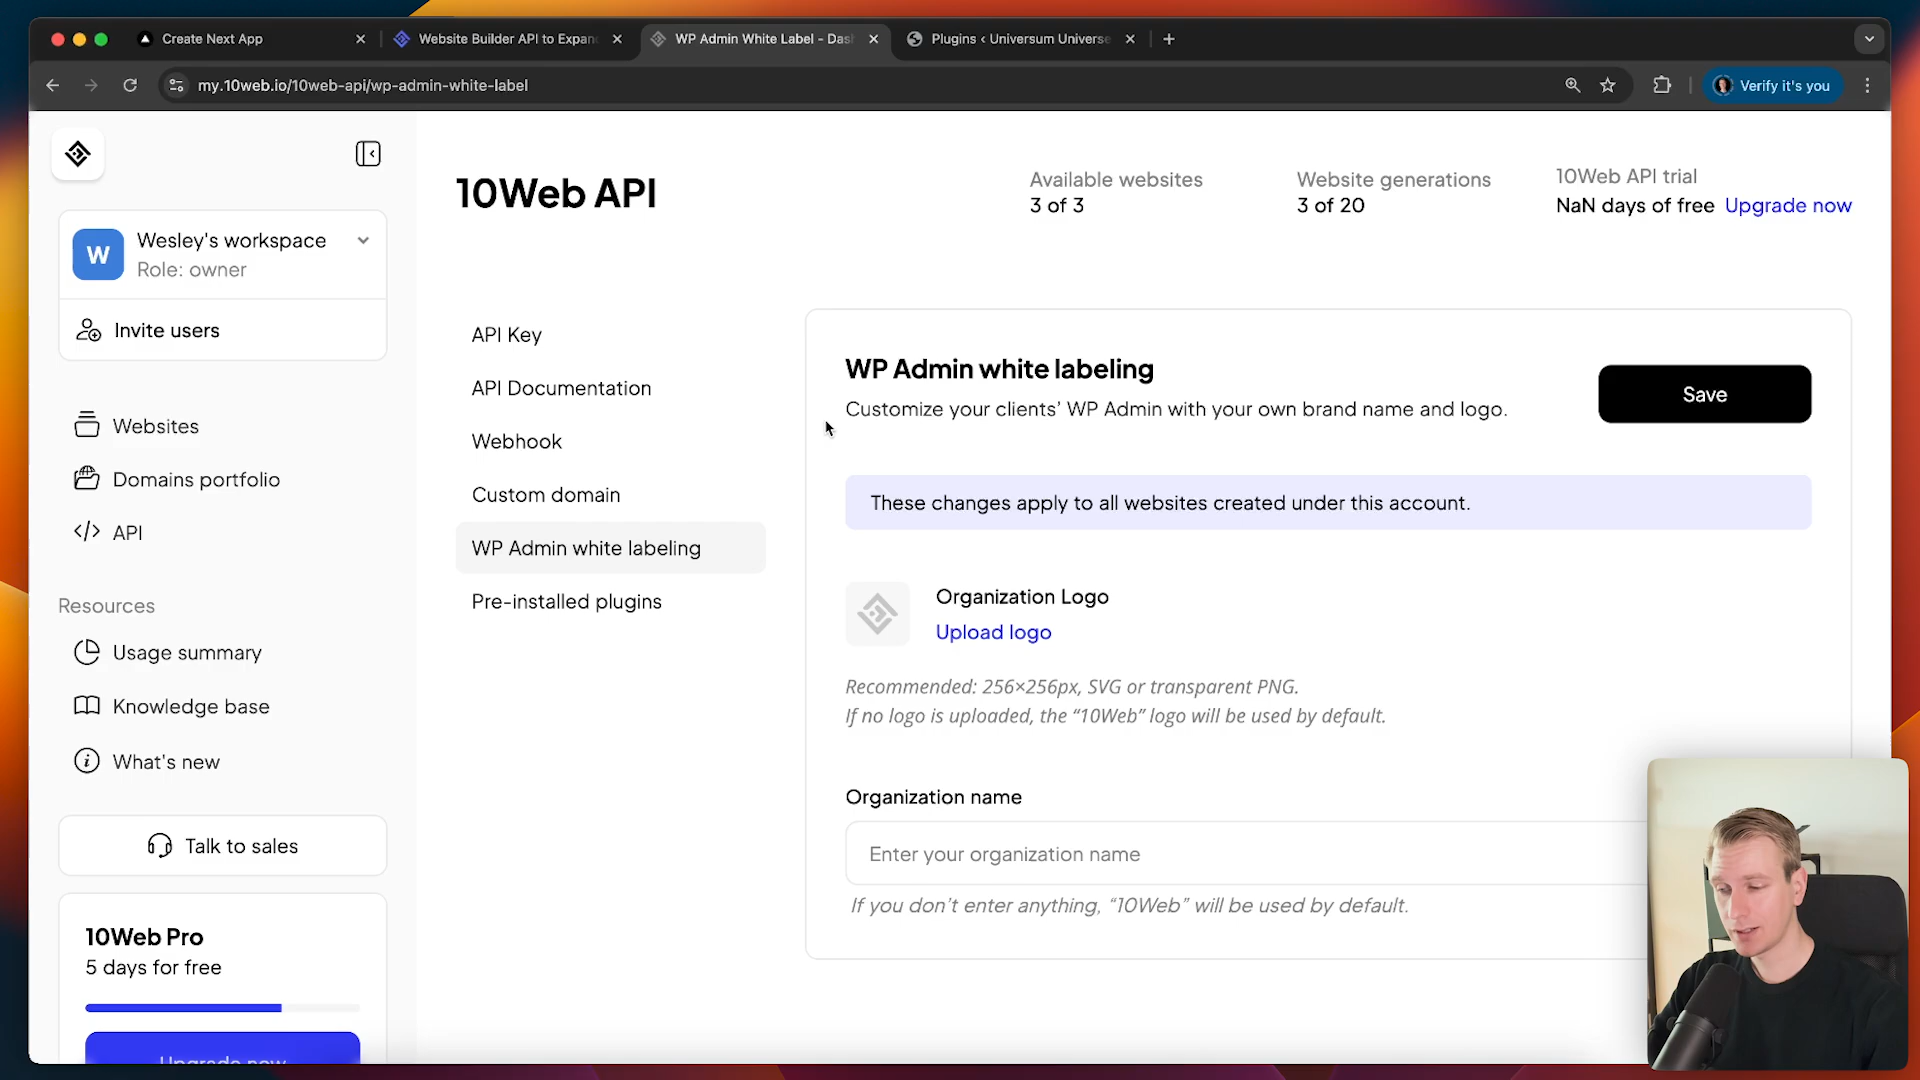 Create Next App
Website Builder API to Expan
WP Admin White Label - Das
Plugins ‹ Universum Universe
my.10web.io/10web-api/wp-admin-white-label
Verify it's you
W
Wesley's workspace
Role: owner
Invite users
Websites
Domains portfolio
API
Resources
Usage summary
Knowledge base
What's new
Talk to sales
10Web Pro
5 days for free
Upgrade now
10Web API
Available websites
3 of 3
Website generations
3 of 20
10Web API trial
NaN days of free Upgrade now
API Key
API Documentation
Webhook
Custom domain
WP Admin white labeling
Pre-installed plugins
WP Admin white labeling
Customize your clients’ WP Admin with your own brand name and logo.
Save
These changes apply to all websites created under this account.
Organization Logo
Upload logo
Recommended: 256×256px, SVG or transparent PNG.
If no logo is uploaded, the “10Web” logo will be used by default.
Organization name
Enter your organization name
If you don’t enter anything, “10Web” will be used by default.